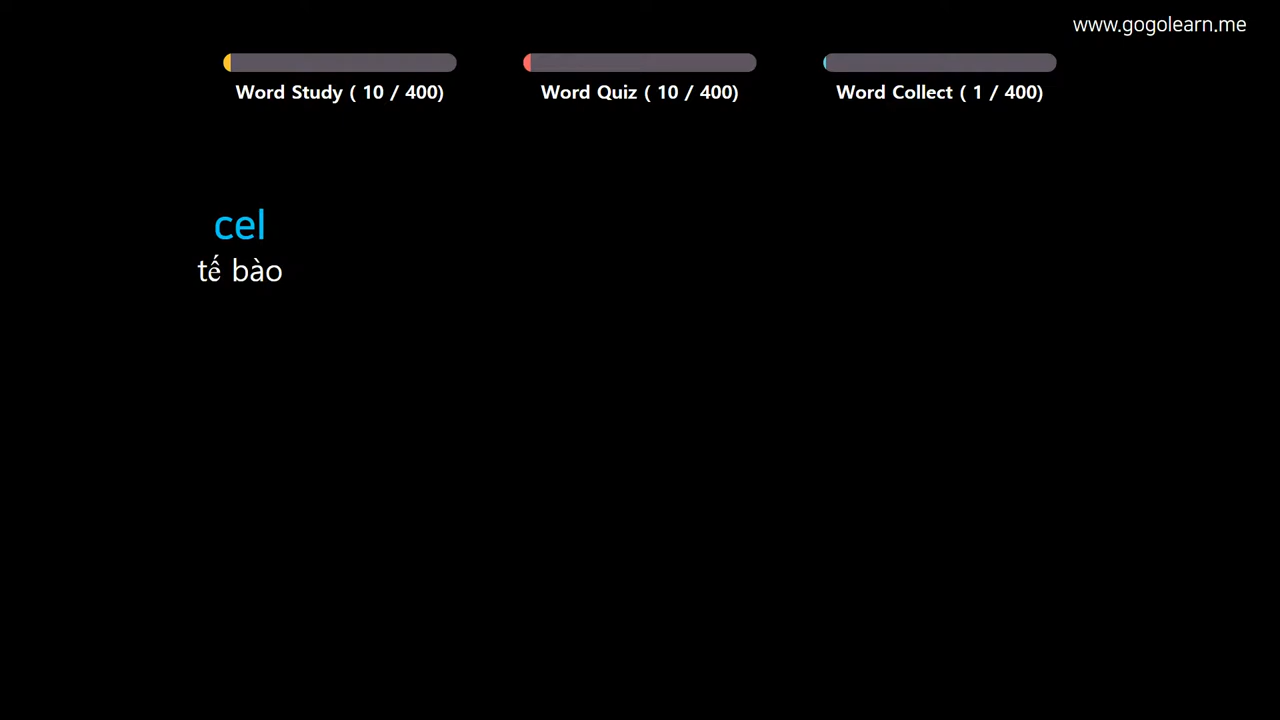 www.gogolearn.me
Word Study ( 10 / 400)
Word Quiz ( 10 / 400)
Word Collect ( 1 / 400)
cel
tế bào